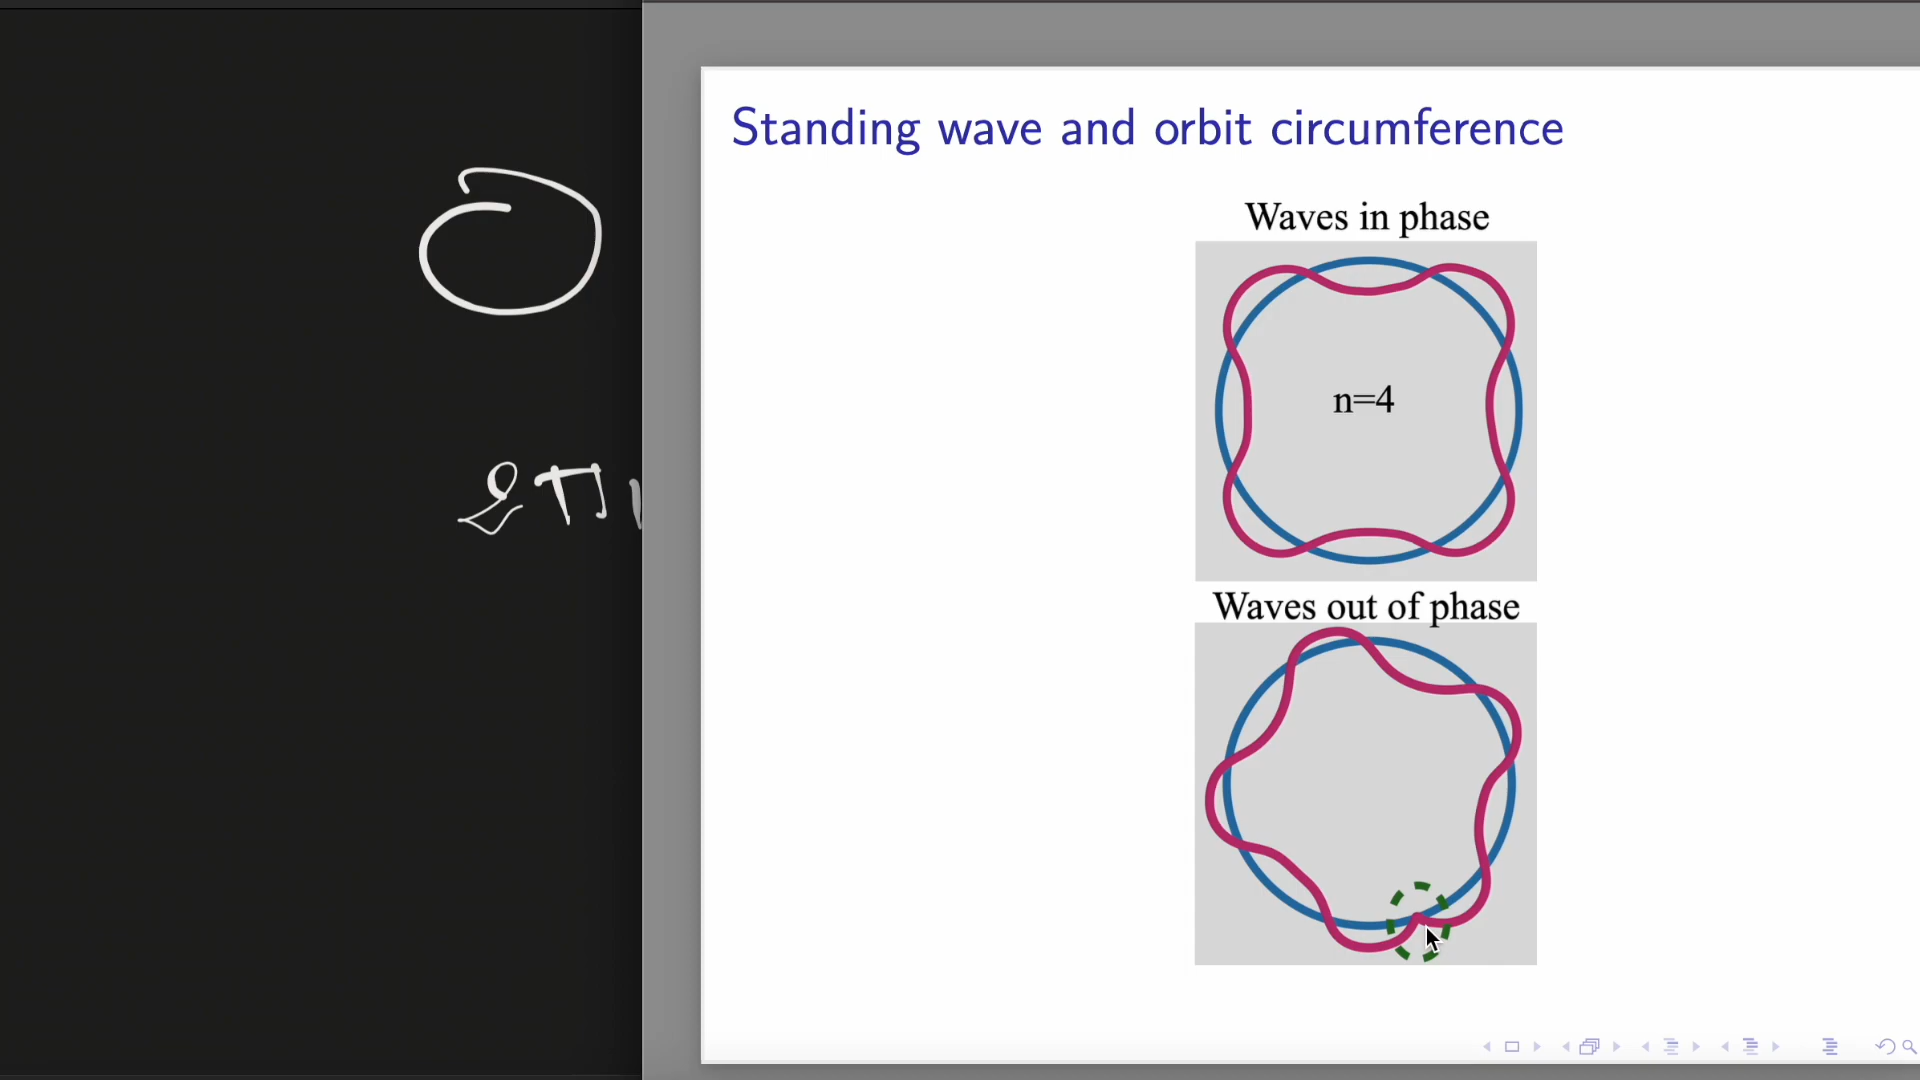 Standing wave and orbit circumference
Waves in phase
n=4
Waves out of phase
2π